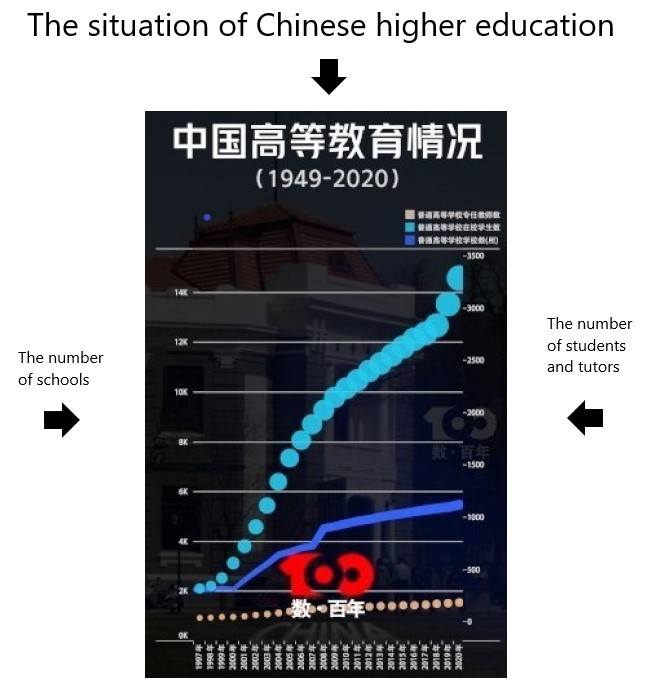 The situation of Chinese higher education
中国高等教育情况
(1949-2020)
普通高等学校专任教师数
普通高等学校在校学生数
普通高等学校学校数(所)
The number
of schools
The number
of students
and tutors
14K
12K
10K
8K
6K
4K
2K
0K
3500
3000
2500
2000
1500
1000
500
0
100
数·百年
100
数·百年
1997年
1998年
1999年
2000年
2001年
2002年
2003年
2004年
2005年
2006年
2007年
2008年
2009年
2010年
2011年
2012年
2013年
2014年
2015年
2016年
2017年
2018年
2019年
2020年